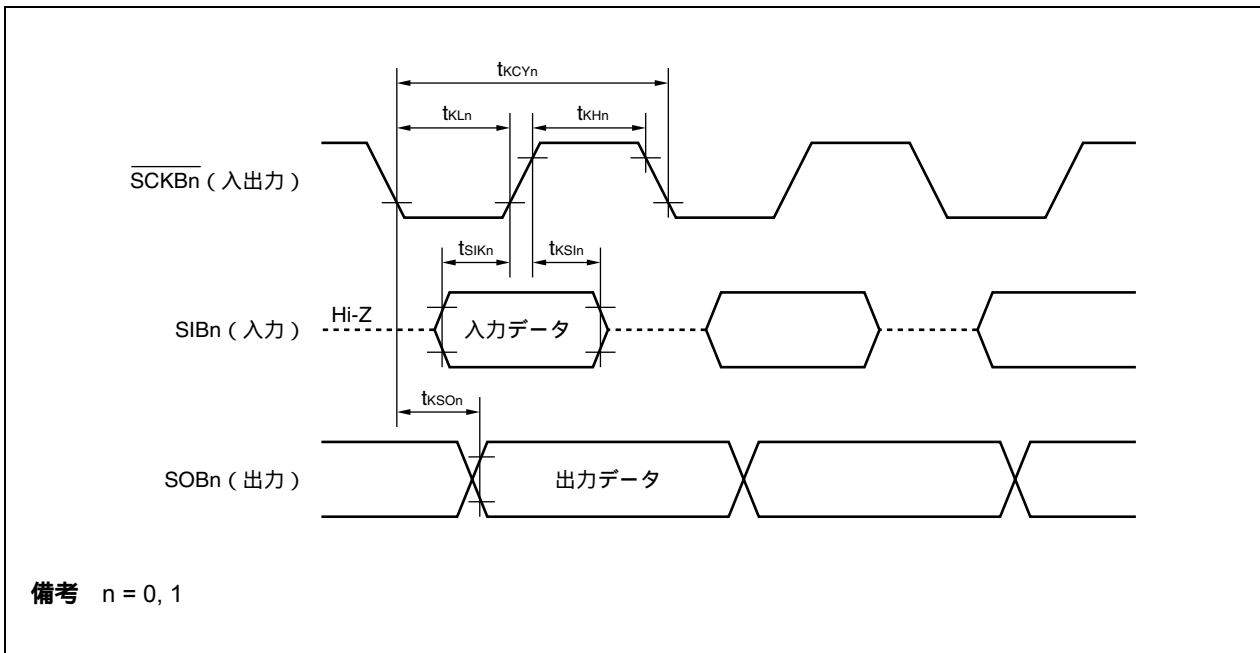 tKCYn
tKLn
tKHn
SCKBn（入出力）
tSIKn
tKSIn
Hi-Z
SIBn（入力）
入力データ
tKSOn
SOBn（出力）
出力データ
備考 n = 0, 1